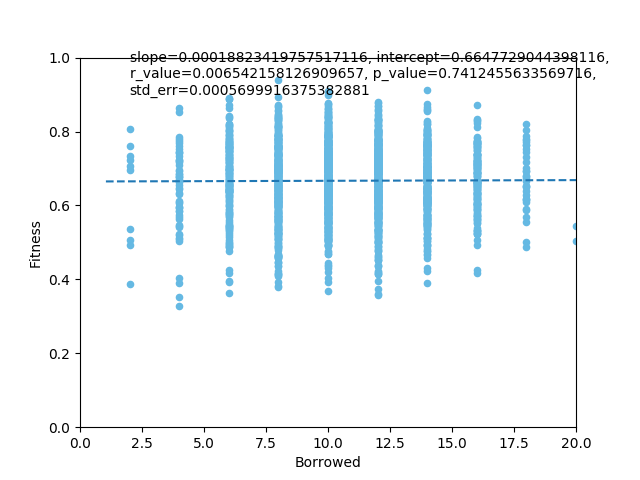 slope=0.00018823419757517116, intercept=0.6647729044398116,
r_value=0.006542158126909657, p_value=0.7412455633569716,
std_err=0.0005699916375382881
1.0
0.8
0.6
0.4
0.2
0.0
Fitness
0.0 2.5 5.0 7.5 10.0 12.5 15.0 17.5 20.0
Borrowed